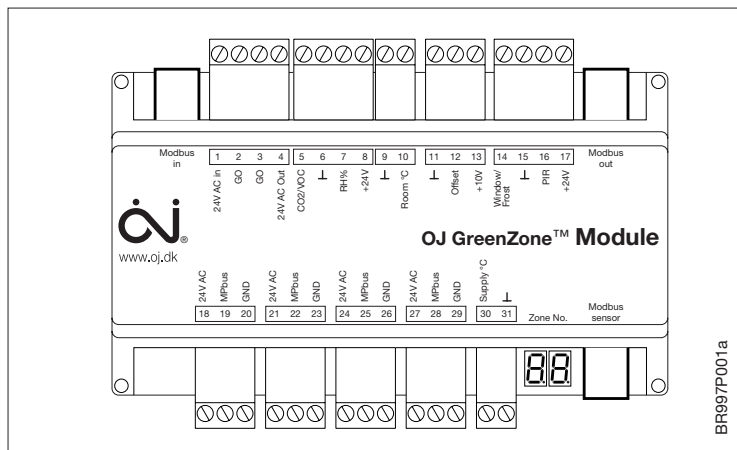 Modbus in
1 2 3 4 5 6 7 8 9 10 11 12 13 14 15 16 17
Modbus out
24V AC in
GO
GO
24V AC Out
CO2/VOC
⊥
RH%
+24V
⊥
Room °C
⊥
Offset
+10V
Window/
Frost
⊥
PIR
+24V
OJ®
www.oj.dk
OJ GreenZone™ Module
24V AC
MPbus
GND
24V AC
MPbus
GND
24V AC
MPbus
GND
24V AC
MPbus
GND
Supply °C
⊥
18 19 20 21 22 23 24 25 26 27 28 29 30 31
Zone No.
Modbus sensor
8.8.
BR997P001a